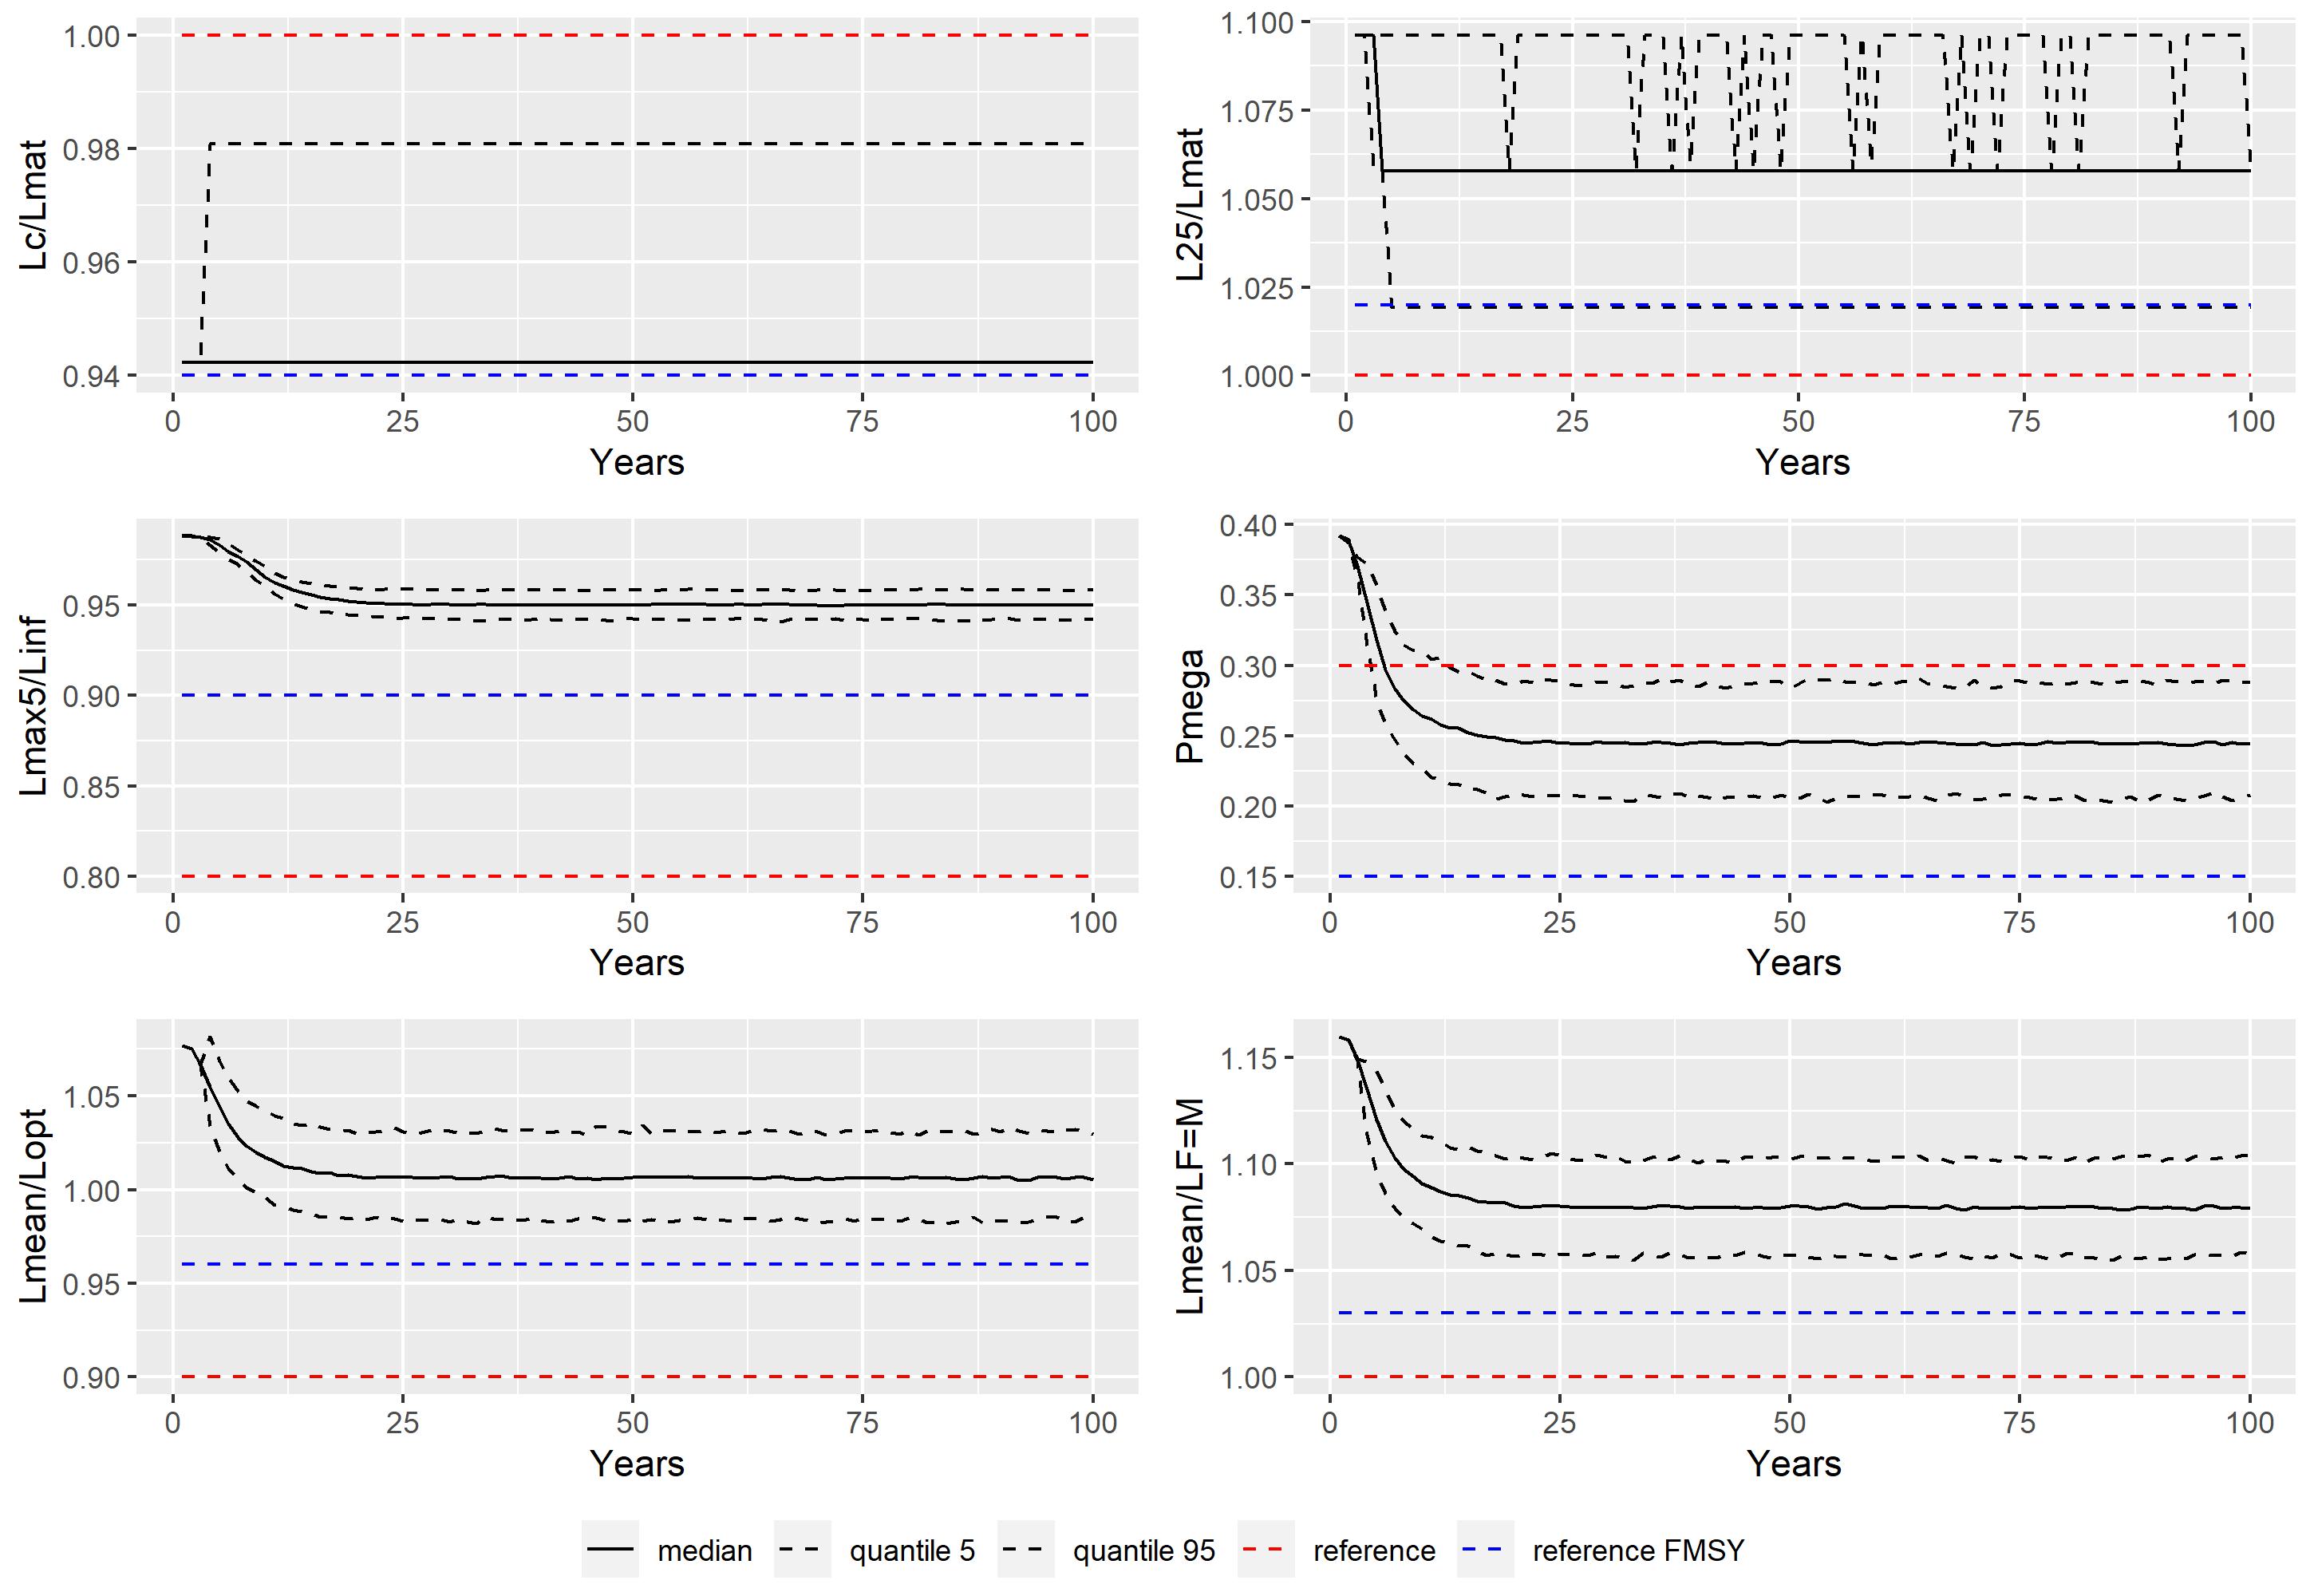 Lc/Lmat
1.00
0.98
0.96
0.94
0 25 50 75 100
Years
L25/Lmat
1.100
1.075
1.050
1.025
1.000
0 25 50 75 100
Years
Lmax5/Linf
0.95
0.90
0.85
0.80
0 25 50 75 100
Years
Pmega
0.40
0.35
0.30
0.25
0.20
0.15
0 25 50 75 100
Years
Lmean/Lopt
1.05
1.00
0.95
0.90
0 25 50 75 100
Years
Lmean/LF=M
1.15
1.10
1.05
1.00
0 25 50 75 100
Years
median quantile 5 quantile 95 reference reference FMSY